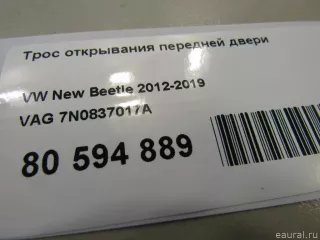 Трос открывания передней двери
VW New Beetle 2012-2019
VAG 7N0837017A
80 594 889
eaural.ru